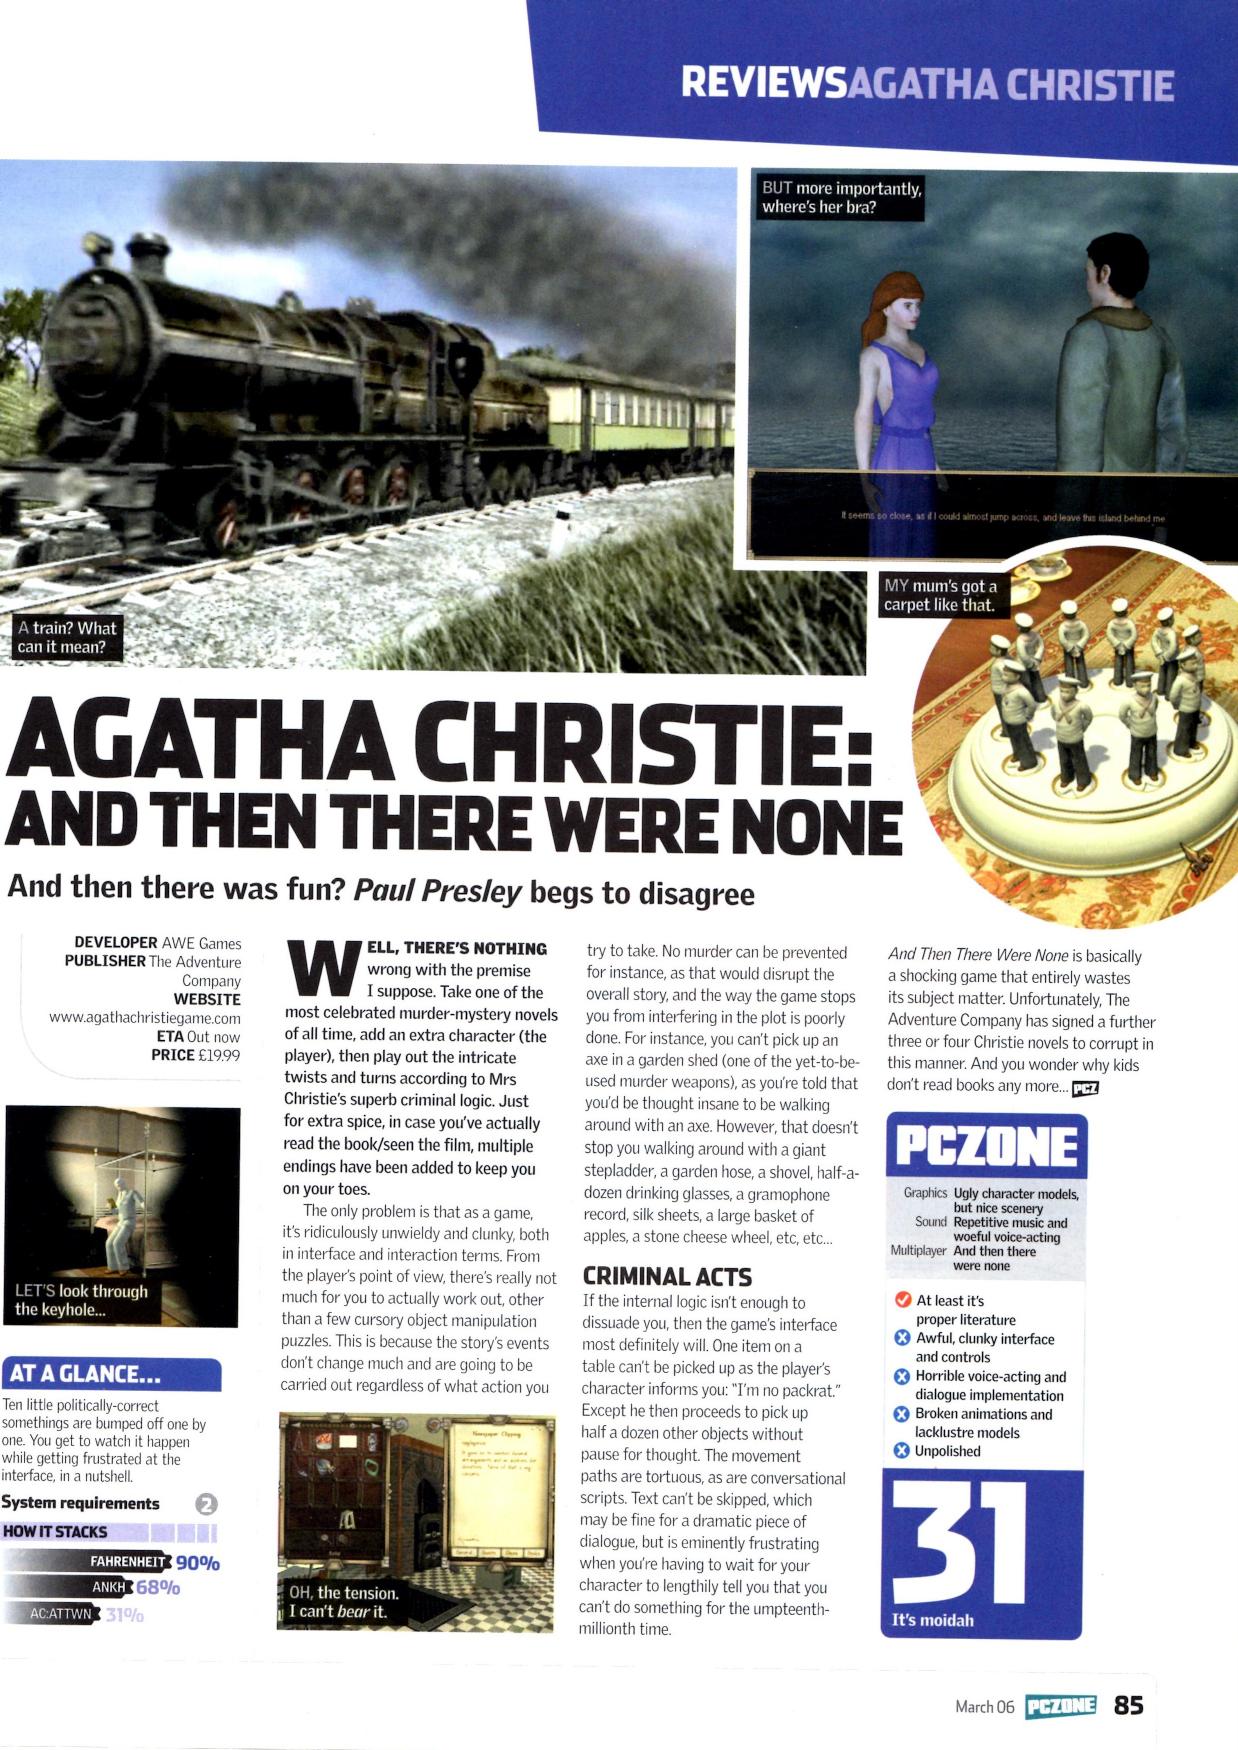 REVIEWSAGATHA CHRISTIE
BUT more importantly,
where's her bra?
It seems so close, as if I could almost jump across, and leave this island behind me
MY mum's got a
carpet like that.
A train? What
can it mean?
AGATHA CHRISTIE:
AND THEN THERE WERE NONE
And then there was fun? Paul Presley begs to disagree
DEVELOPER AWE Games
PUBLISHER The Adventure
Company
WEBSITE
www.agathachristiegame.com
ETA Out now
PRICE £19.99
LET'S look through
the keyhole...
AT A GLANCE...
Ten little politically-correct
somethings are bumped off one by
one. You get to watch it happen
while getting frustrated at the
interface, in a nutshell.
System requirements 2
HOW IT STACKS
FAHRENHEIT 90%
ANKH 68%
AC:ATTWN 31%
WELL, THERE'S NOTHING
wrong with the premise
I suppose. Take one of the
most celebrated murder-mystery novels
of all time, add an extra character (the
player), then play out the intricate
twists and turns according to Mrs
Christie's superb criminal logic. Just
for extra spice, in case you've actually
read the book/seen the film, multiple
endings have been added to keep you
on your toes.
The only problem is that as a game,
it's ridiculously unwieldy and clunky, both
in interface and interaction terms. From
the player's point of view, there's really not
much for you to actually work out, other
than a few cursory object manipulation
puzzles. This is because the story's events
don't change much and are going to be
carried out regardless of what action you
Newspaper Clipping
OH, the tension.
I can't bear it.
try to take. No murder can be prevented
for instance, as that would disrupt the
overall story, and the way the game stops
you from interfering in the plot is poorly
done. For instance, you can't pick up an
axe in a garden shed (one of the yet-to-be-
used murder weapons), as you're told that
you'd be thought insane to be walking
around with an axe. However, that doesn't
stop you walking around with a giant
stepladder, a garden hose, a shovel, half-a-
dozen drinking glasses, a gramophone
record, silk sheets, a large basket of
apples, a stone cheese wheel, etc, etc...
CRIMINAL ACTS
If the internal logic isn't enough to
dissuade you, then the game's interface
most definitely will. One item on a
table can't be picked up as the player's
character informs you: "I'm no packrat."
Except he then proceeds to pick up
half a dozen other objects without
pause for thought. The movement
paths are tortuous, as are conversational
scripts. Text can't be skipped, which
may be fine for a dramatic piece of
dialogue, but is eminently frustrating
when you're having to wait for your
character to lengthily tell you that you
can't do something for the umpteenth-
millionth time.
And Then There Were None is basically
a shocking game that entirely wastes
its subject matter. Unfortunately, The
Adventure Company has signed a further
three or four Christie novels to corrupt in
this manner. And you wonder why kids
don't read books any more... PCZ
PCZONE
Graphics Ugly character models,
but nice scenery
Sound Repetitive music and
woeful voice-acting
Multiplayer And then there
were none
At least it's
proper literature
Awful, clunky interface
and controls
Horrible voice-acting and
dialogue implementation
Broken animations and
lacklustre models
Unpolished
31
It's moidah
March 06 PCZONE 85